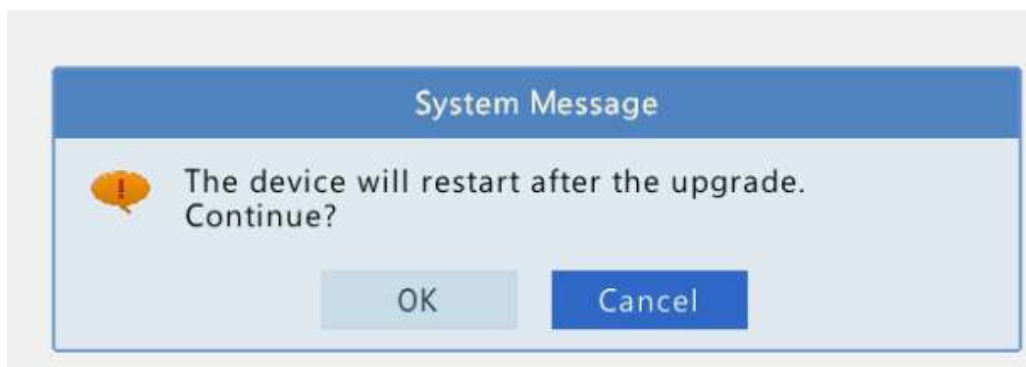 System Message
The device will restart after the upgrade.
Continue?
OK
Cancel